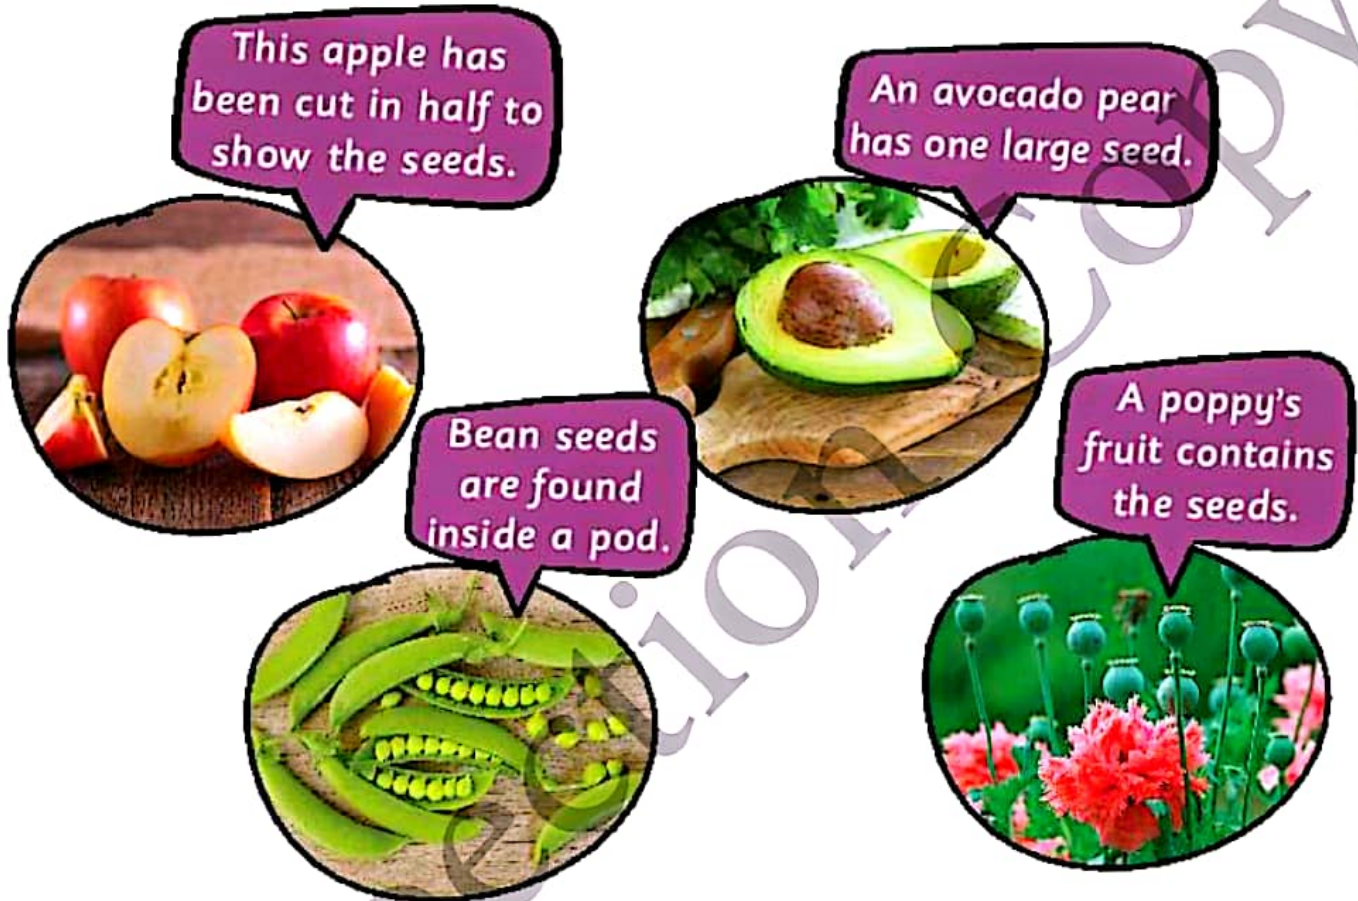 This apple has
been cut in half to
show the seeds.
An avocado pear
has one large seed.
Bean seeds
are found
inside a pod.
A poppy's
fruit contains
the seeds.